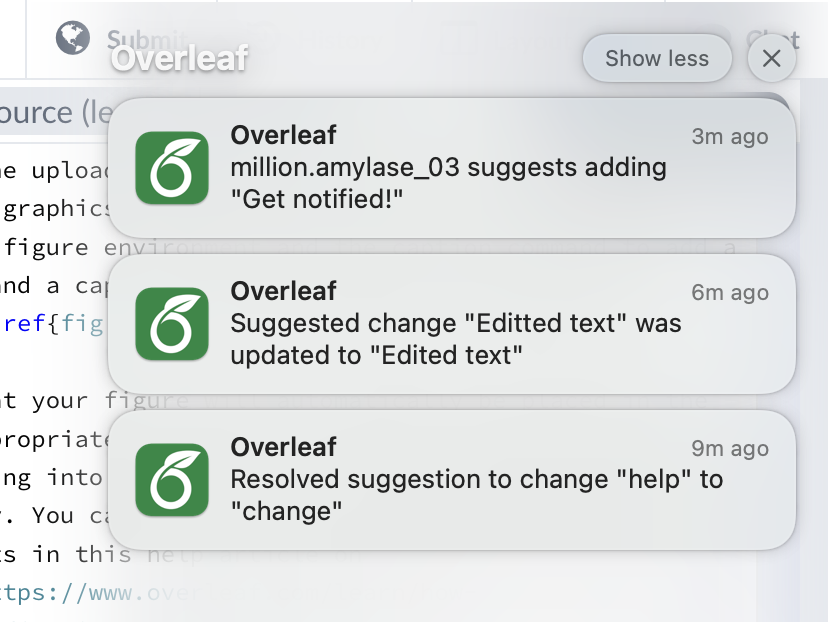 Submit
Overleaf
Show less
ource (le
Overleaf
3m ago
million.amylase_03 suggests adding
"Get notified!"
Overleaf
6m ago
Suggested change "Editted text" was
updated to "Edited text"
Overleaf
9m ago
Resolved suggestion to change "help" to
"change"
e uploa
graphics
figure envir
nd a cap
ref{fig
t your figure
propriate
ng into
. You ca
s in this help
tps://www.over